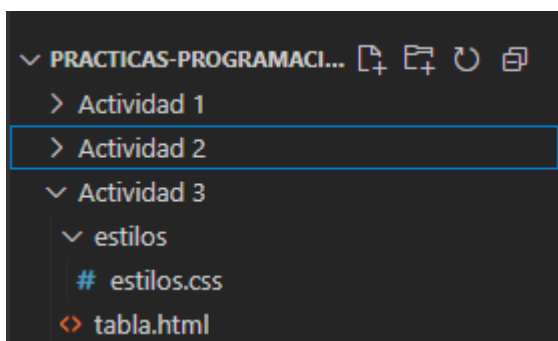 PRACTICAS-PROGRAMACI...
Actividad 1
Actividad 2
Actividad 3
estilos
# estilos.css
<> tabla.html